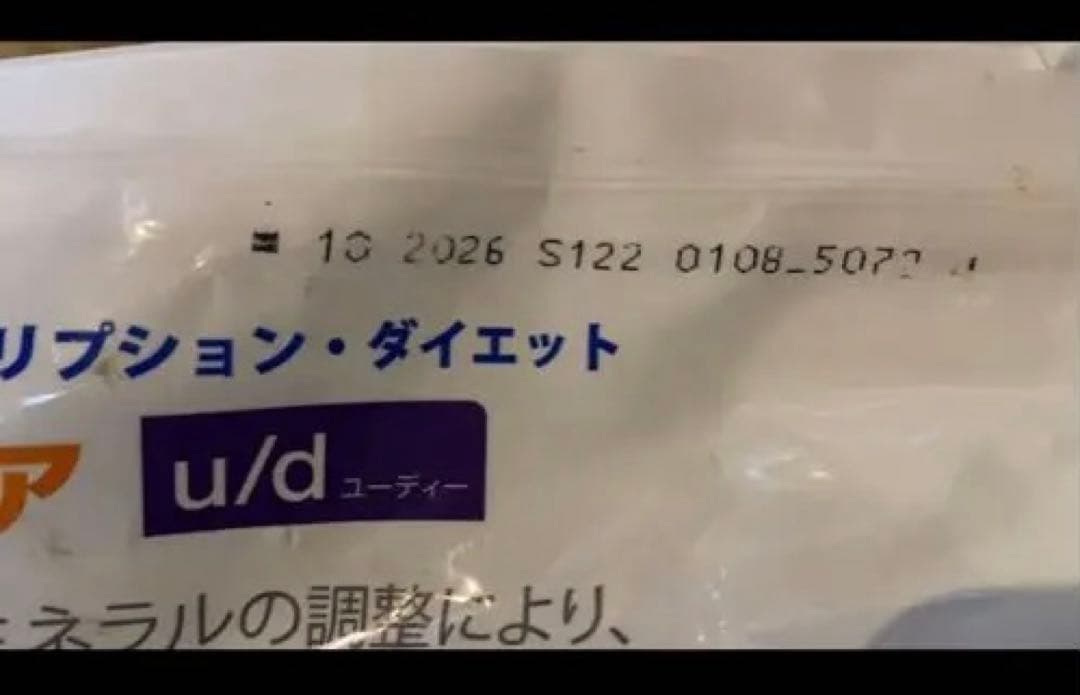 10 2026 S122 0108_507
リプション・ダイエット
ア
u/d ユーディー
ネラルの調整により、